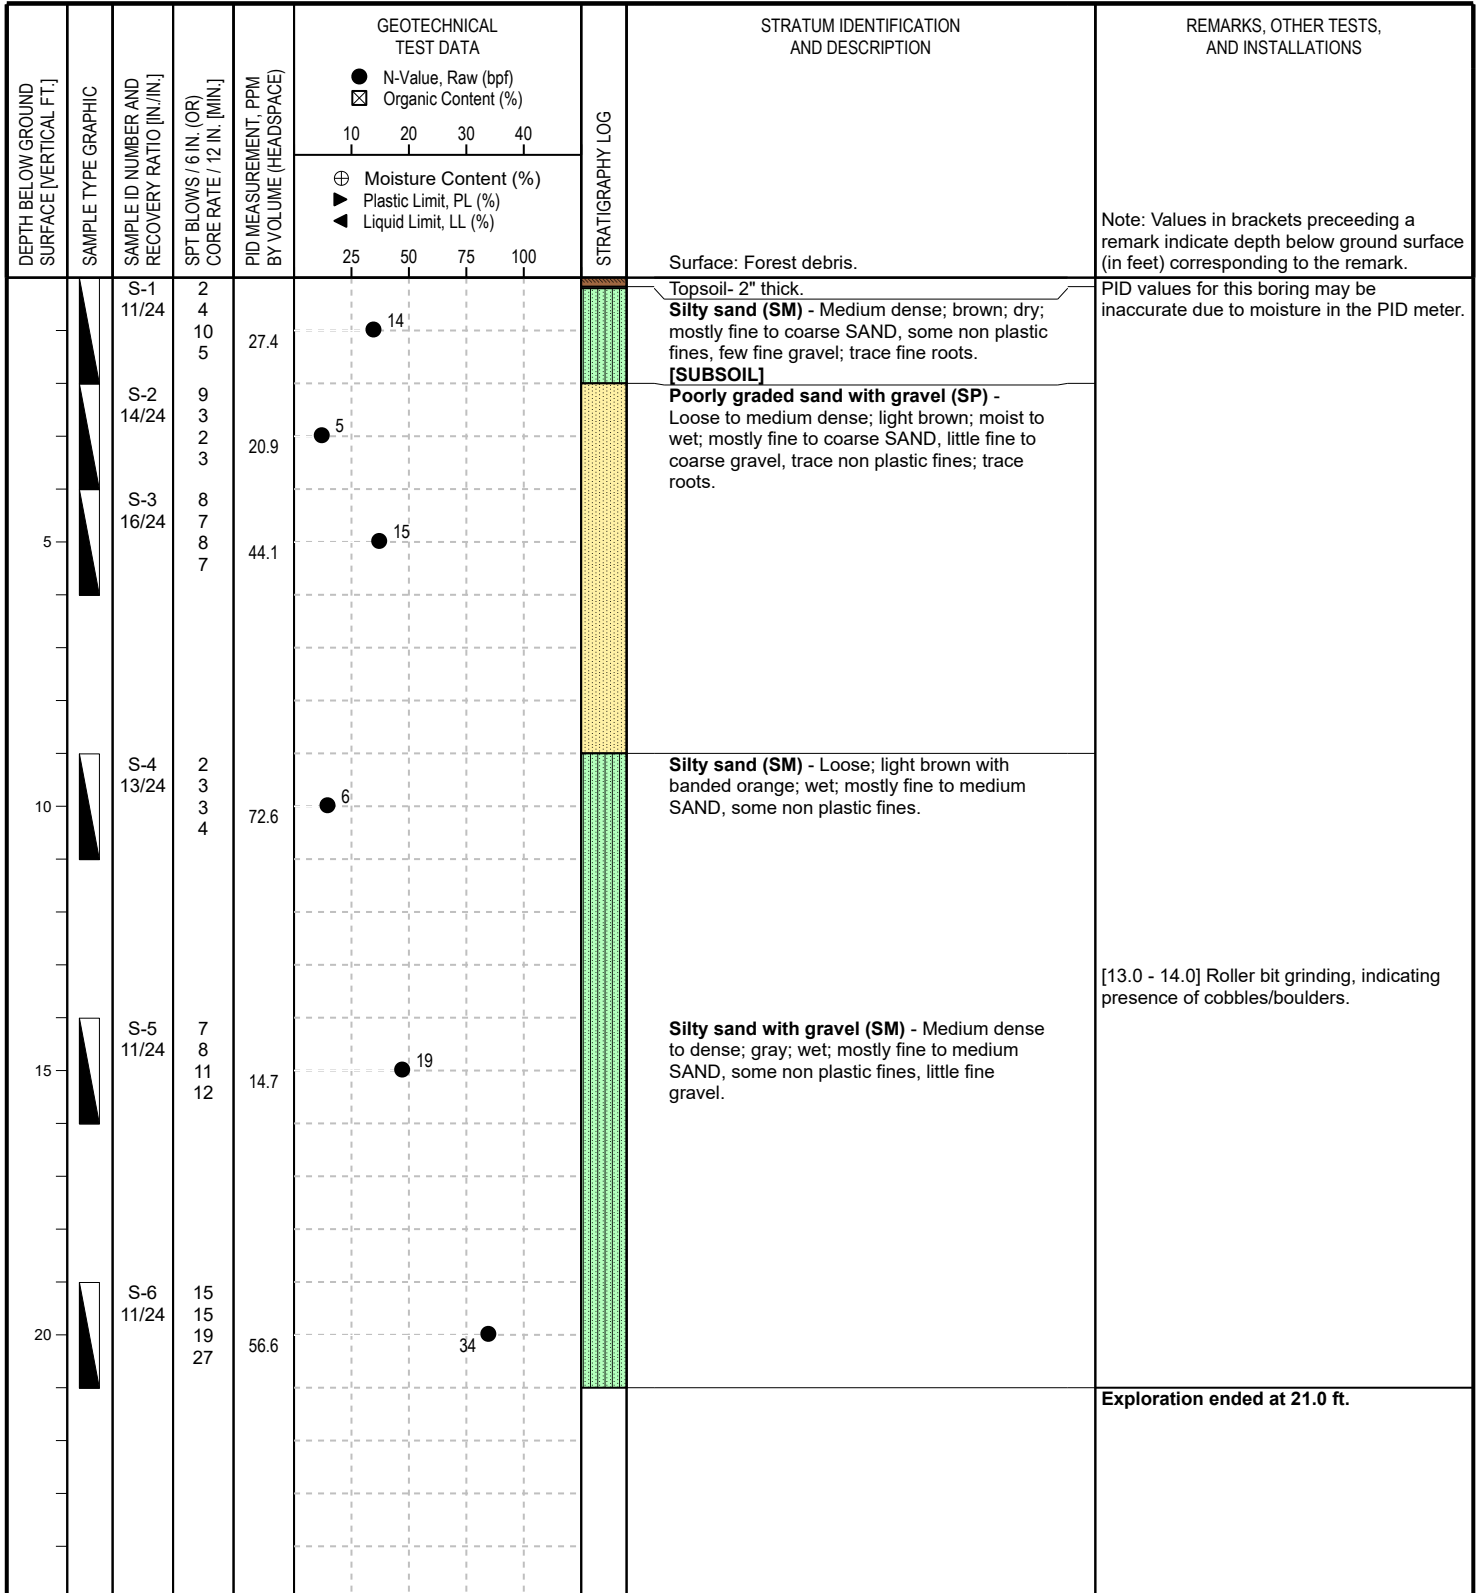 DEPTH BELOW GROUND
SURFACE [VERTICAL FT.]
SAMPLE TYPE GRAPHIC
SAMPLE ID NUMBER AND
RECOVERY RATIO [IN./IN.]
SPT BLOWS / 6 IN. (OR)
CORE RATE / 12 IN. [MIN.]
PID MEASUREMENT, PPM
BY VOLUME (HEADSPACE)
GEOTECHNICAL
TEST DATA
N-Value, Raw (bpf)
Organic Content (%)
10 20 30 40
Moisture Content (%)
Plastic Limit, PL (%)
Liquid Limit, LL (%)
25 50 75 100
STRATIGRAPHY LOG
STRATUM IDENTIFICATION
AND DESCRIPTION
Surface: Forest debris.
REMARKS, OTHER TESTS,
AND INSTALLATIONS
Note: Values in brackets preceeding a
remark indicate depth below ground surface
(in feet) corresponding to the remark.
S-1
11/24
2
4
10
5
27.4
14
Topsoil- 2" thick.
Silty sand (SM) - Medium dense; brown; dry;
mostly fine to coarse SAND, some non plastic
fines, few fine gravel; trace fine roots.
[SUBSOIL]
PID values for this boring may be
inaccurate due to moisture in the PID meter.
S-2
14/24
9
3
2
3
20.9
5
Poorly graded sand with gravel (SP) -
Loose to medium dense; light brown; moist to
wet; mostly fine to coarse SAND, little fine to
coarse gravel, trace non plastic fines; trace
roots.
5
S-3
16/24
8
7
8
7
44.1
15
10
S-4
13/24
2
3
3
4
72.6
6
Silty sand (SM) - Loose; light brown with
banded orange; wet; mostly fine to medium
SAND, some non plastic fines.
[13.0 - 14.0] Roller bit grinding, indicating
presence of cobbles/boulders.
15
S-5
11/24
7
8
11
12
14.7
19
Silty sand with gravel (SM) - Medium dense
to dense; gray; wet; mostly fine to medium
SAND, some non plastic fines, little fine
gravel.
20
S-6
11/24
15
15
19
27
56.6
34
Exploration ended at 21.0 ft.